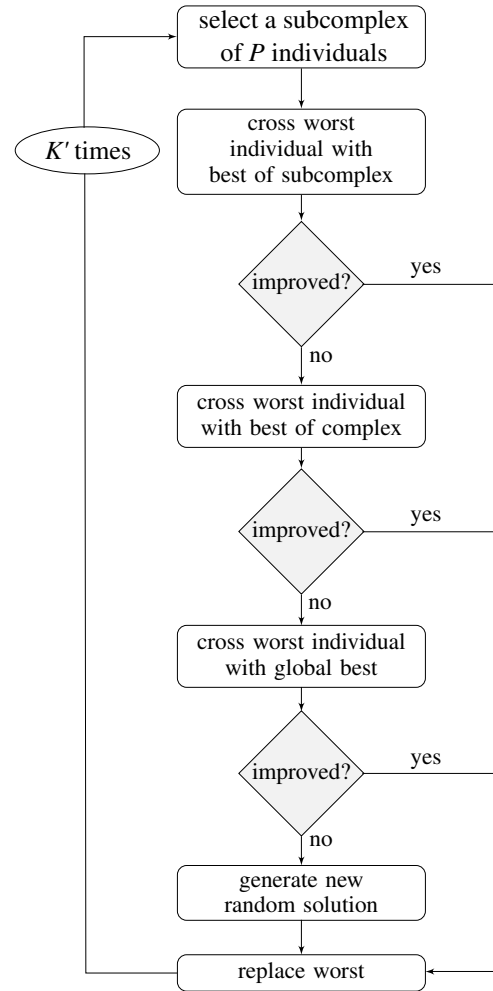 select a subcomplex
of P individuals
K′ times
cross worst
individual with
best of subcomplex
improved?
yes
no
cross worst individual
with best of complex
improved?
yes
no
cross worst individual
with global best
improved?
yes
no
generate new
random solution
replace worst